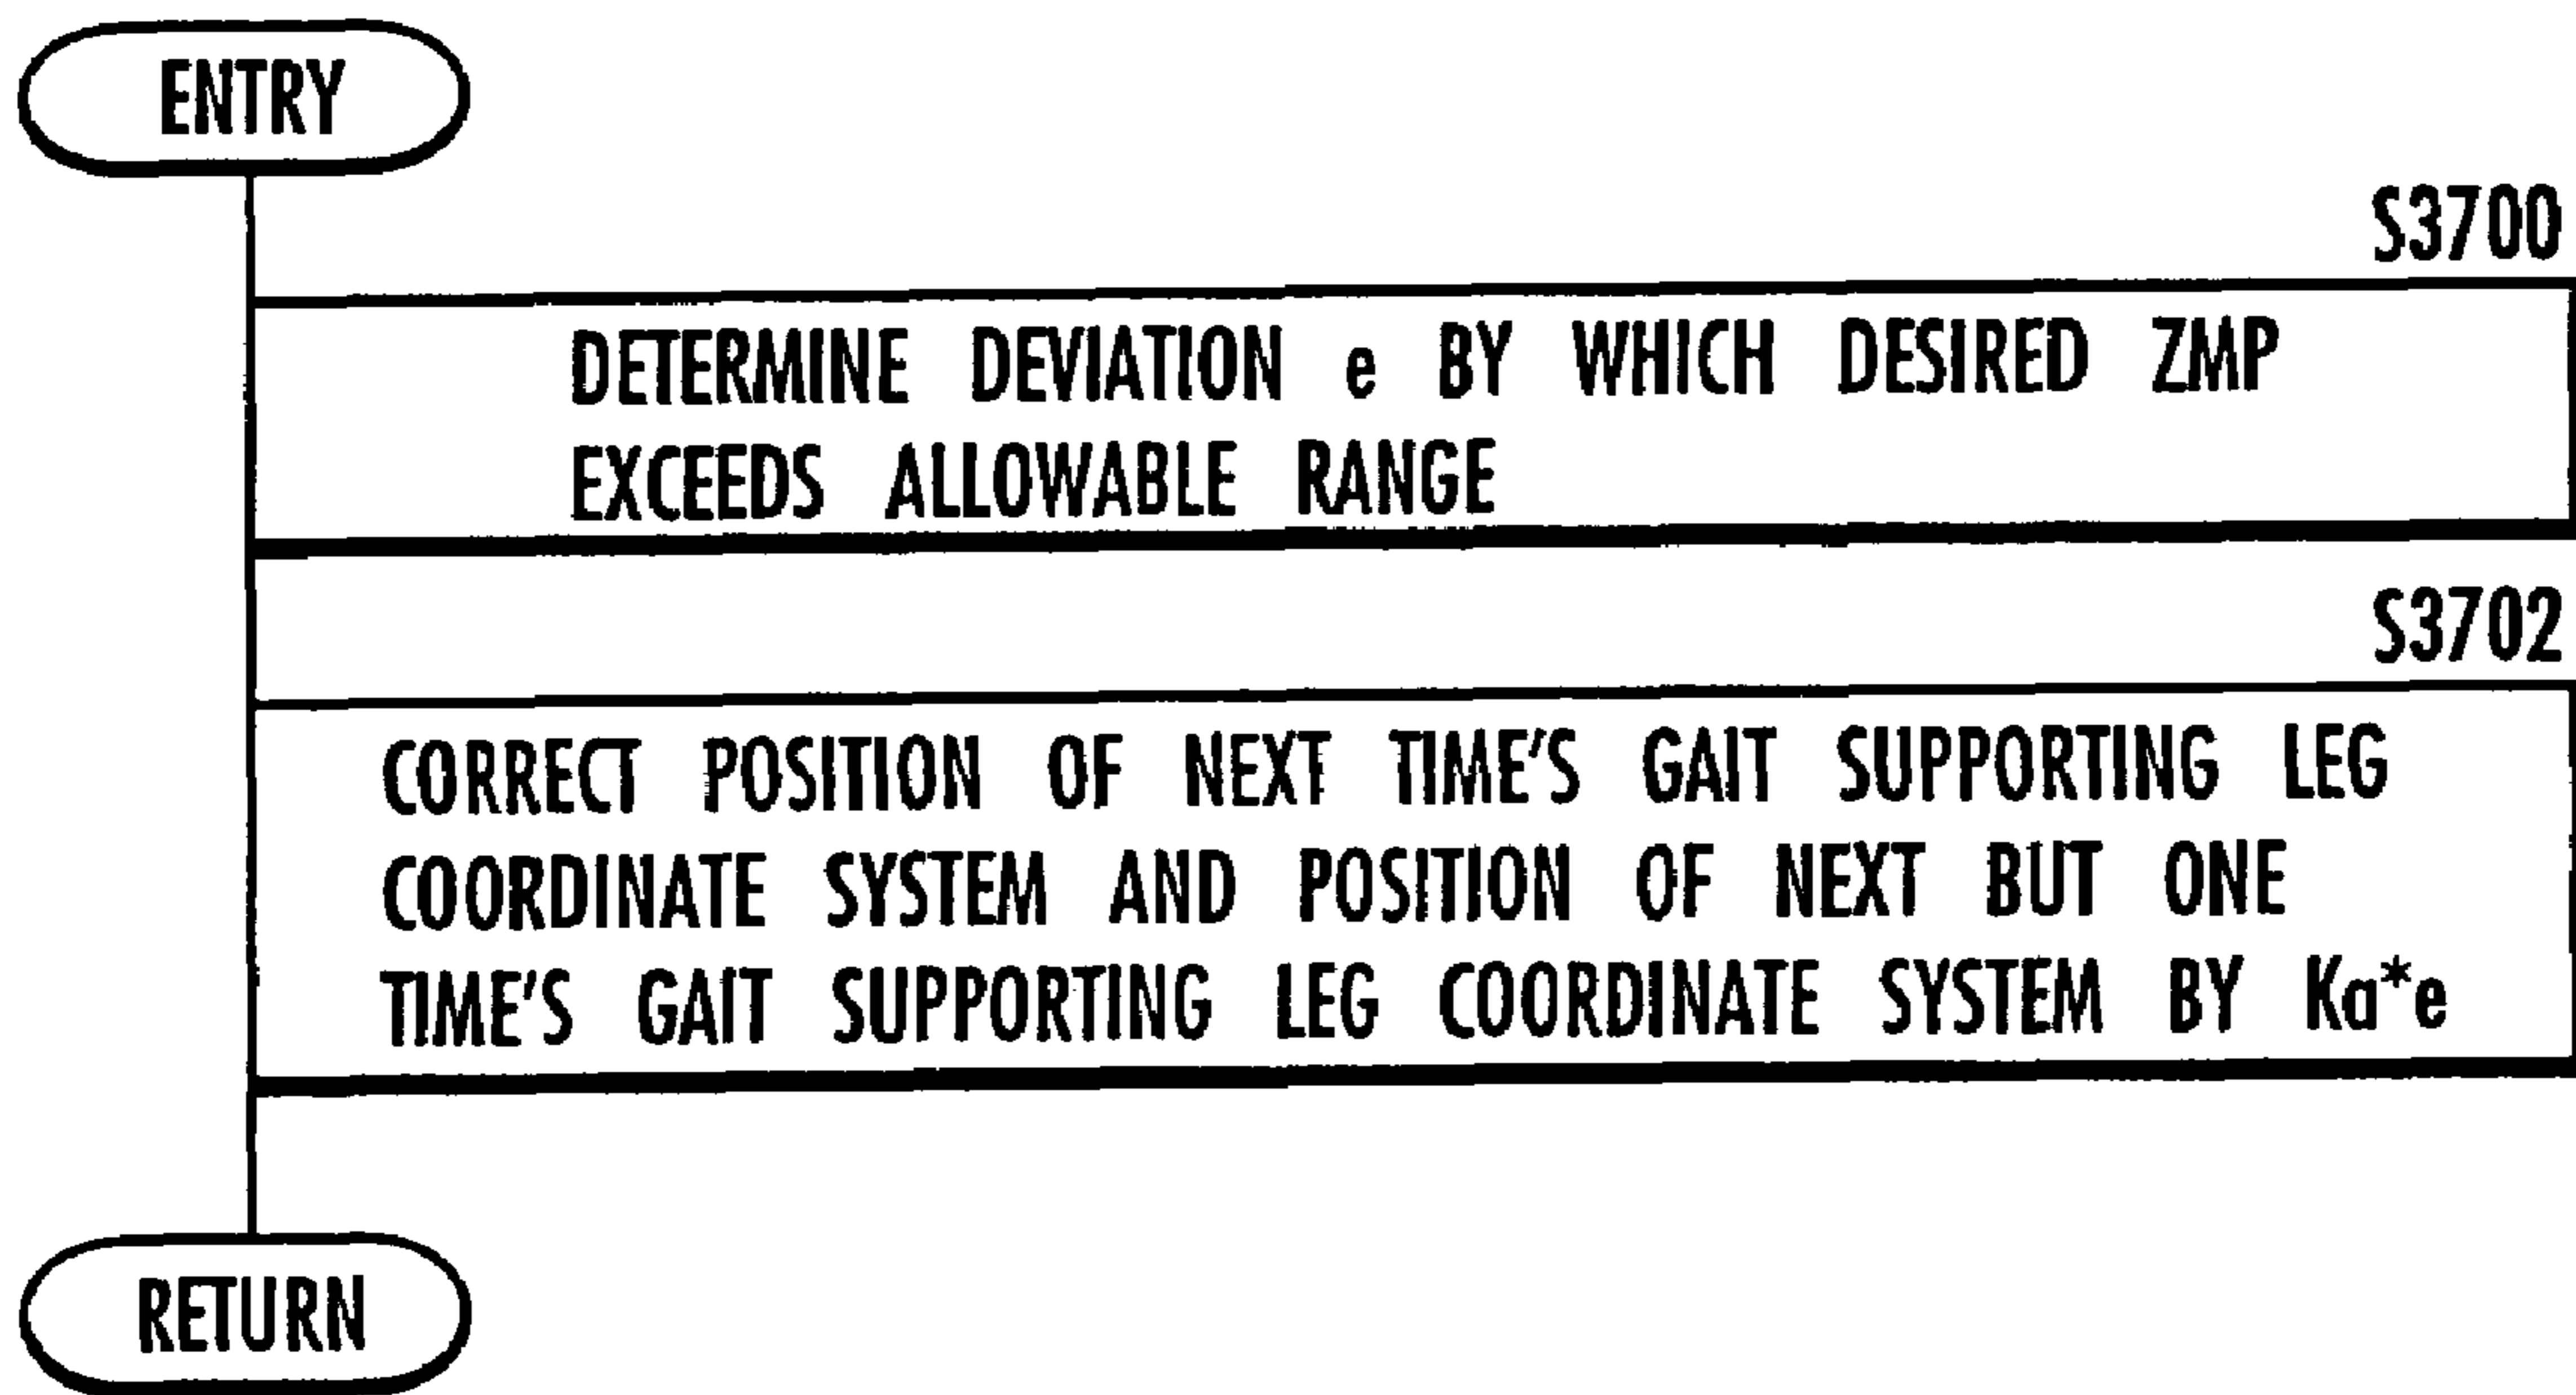 ENTRY
S3700
DETERMINE DEVIATION e BY WHICH DESIRED ZMP
EXCEEDS ALLOWABLE RANGE
S3702
CORRECT POSITION OF NEXT TIME'S GAIT SUPPORTING LEG
COORDINATE SYSTEM AND POSITION OF NEXT BUT ONE
TIME'S GAIT SUPPORTING LEG COORDINATE SYSTEM BY Ka*e
RETURN